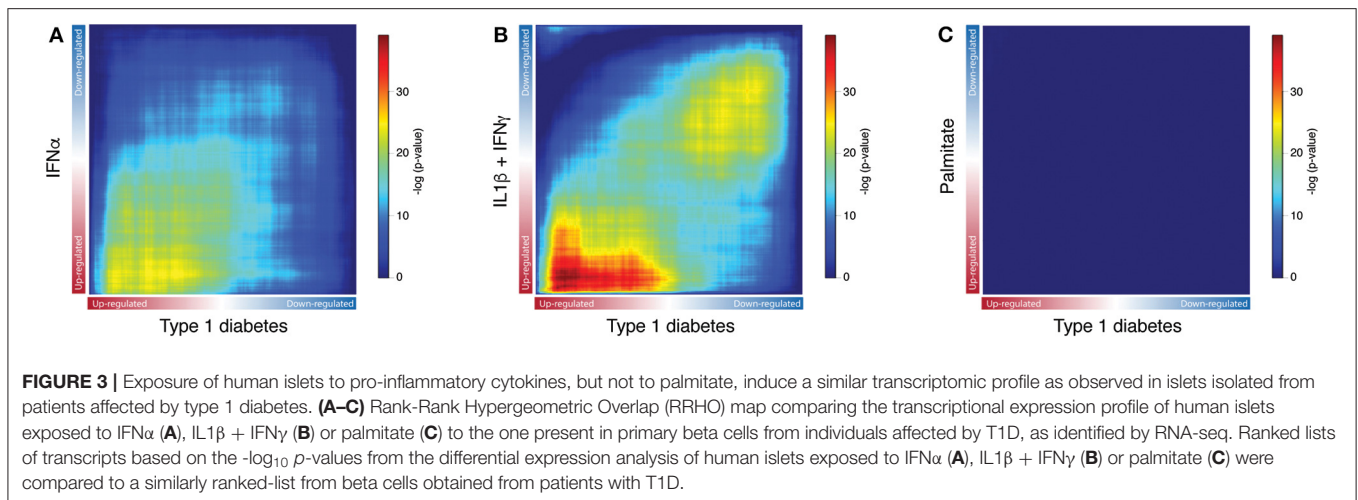 A
Down-regulated
IFNα
Up-regulated
Up-regulated
Down-regulated
Type 1 diabetes
30
20
10
0
-log (p-value)
B
Down-regulated
IL1β + IFNγ
Up-regulated
Up-regulated
Down-regulated
Type 1 diabetes
30
20
10
0
-log (p-value)
C
Down-regulated
Palmitate
Up-regulated
Up-regulated
Down-regulated
Type 1 diabetes
30
20
10
0
-log (p-value)
FIGURE 3 | Exposure of human islets to pro-inflammatory cytokines, but not to palmitate, induce a similar transcriptomic profile as observed in islets isolated from
patients affected by type 1 diabetes. (A–C) Rank-Rank Hypergeometric Overlap (RRHO) map comparing the transcriptional expression profile of human islets
exposed to IFNα (A), IL1β + IFNγ (B) or palmitate (C) to the one present in primary beta cells from individuals affected by T1D, as identified by RNA-seq. Ranked lists
of transcripts based on the -log₁₀ p-values from the differential expression analysis of human islets exposed to IFNα (A), IL1β + IFNγ (B) or palmitate (C) were
compared to a similarly ranked-list from beta cells obtained from patients with T1D.